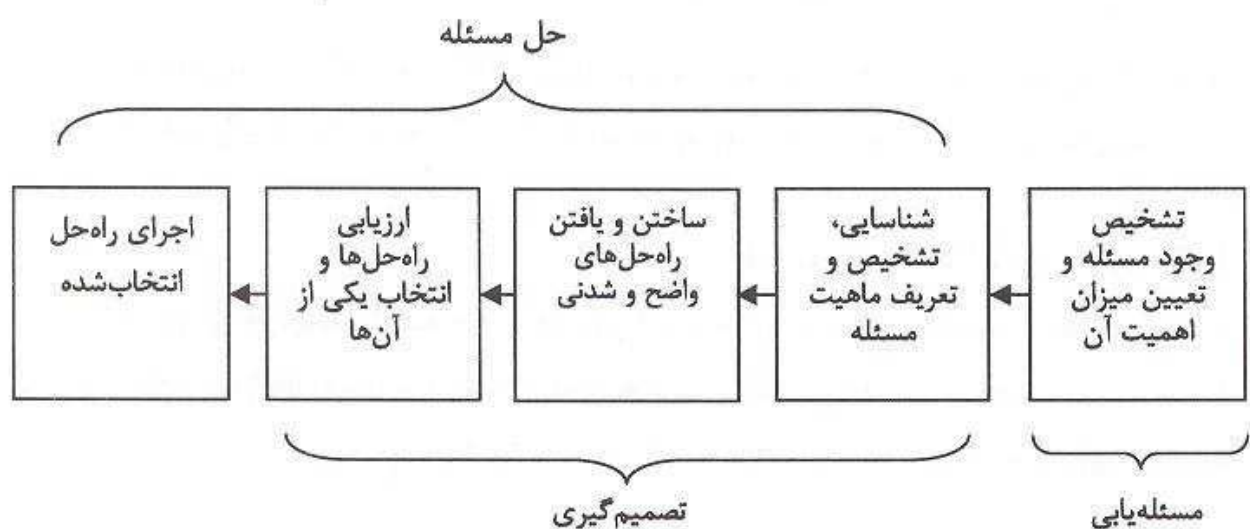 حل مسئله
تشخیص
وجود مسئله و
تعیین میزان
اهمیت آن
شناسایی،
تشخیص و
تعریف ماهیت
مسئله
ساختن و یافتن
راه‌حل‌های
واضح و شدنی
ارزیابی
راه‌حل‌ها و
انتخاب یکی از
آن‌ها
اجرای راه‌حل
انتخاب‌شده
مسئله‌یابی
تصمیم‌گیری